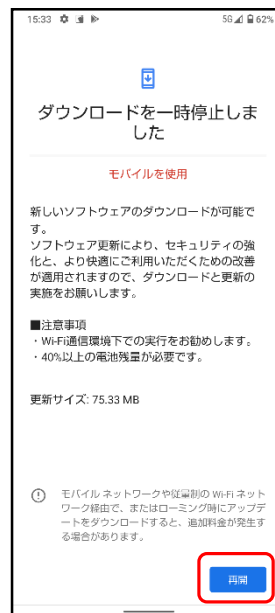 15:33 5G 62%
ダウンロードを一時停止しま
した
モバイルを使用
新しいソフトウェアのダウンロードが可能で
す。
ソフトウェア更新により、セキュリティの強
化と、より快適にご利用いただくための改善
が適用されますので、ダウンロードと更新の
実施をお願いします。
■注意事項
・Wi-Fi通信環境下での実行をお勧めします。
・40%以上の電池残量が必要です。
更新サイズ: 75.33 MB
モバイル ネットワークや従量制の Wi-Fi ネット
ワーク経由で、またはローミング時にアップデ
ートをダウンロードすると、追加料金が発生す
る場合があります。
再開